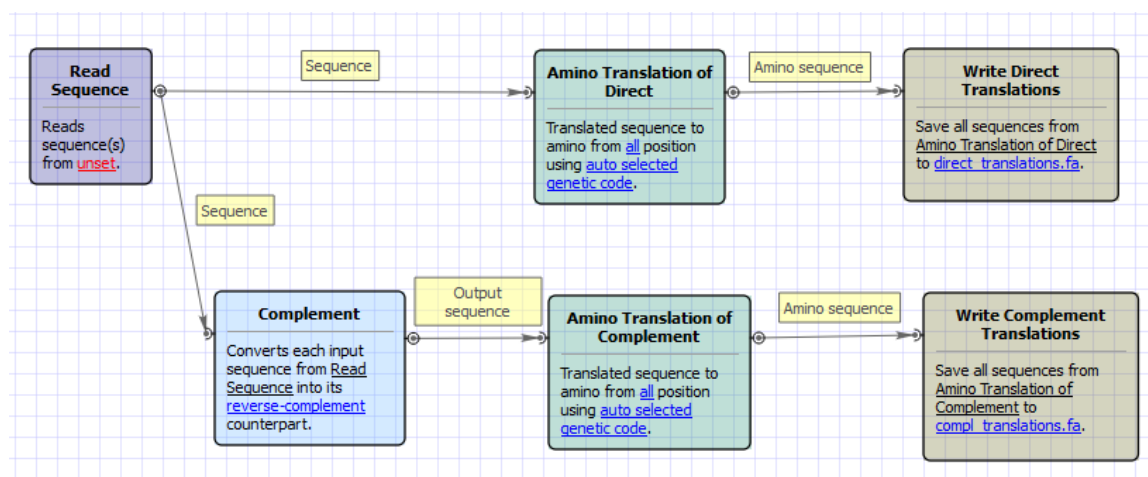 Read
Sequence
Reads
sequence(s)
from unset.
Sequence
Amino Translation of
Direct
Translated sequence to
amino from all position
using auto selected
genetic code.
Amino sequence
Write Direct
Translations
Save all sequences from
Amino Translation of Direct
to direct_translations.fa.
Sequence
Complement
Converts each input
sequence from Read
Sequence into its
reverse-complement
counterpart.
Output
sequence
Amino Translation of
Complement
Translated sequence to
amino from all position
using auto selected
genetic code.
Amino sequence
Write Complement
Translations
Save all sequences from
Amino Translation of
Complement to
compl_translations.fa.